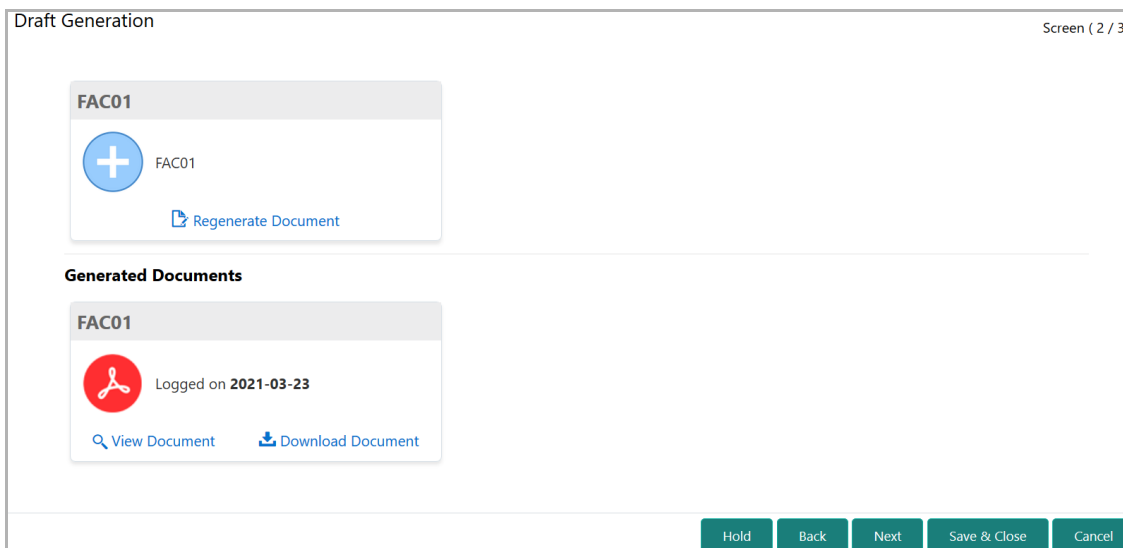 Draft Generation
Screen ( 2 / 3
FAC01
FAC01
Regenerate Document
Generated Documents
FAC01
Logged on 2021-03-23
View Document Download Document
Hold Back Next Save & Close Cancel